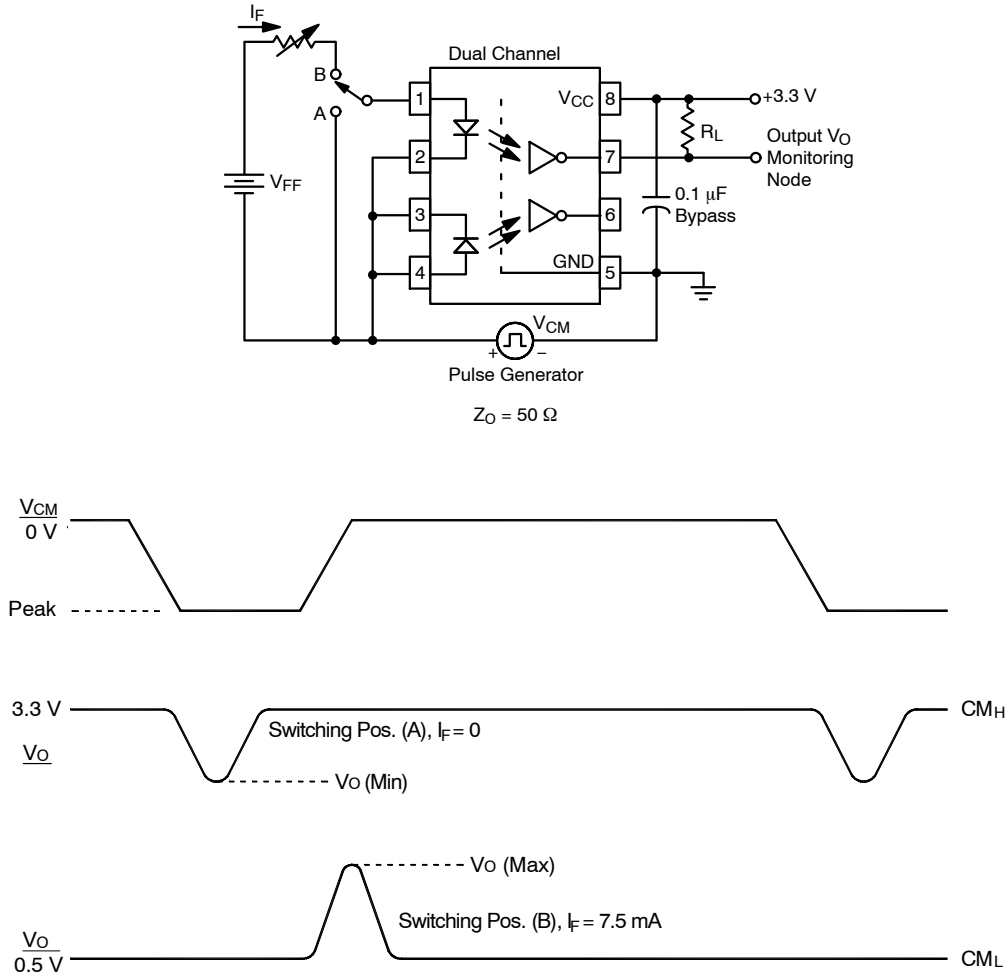 IF
Dual Channel
B
A
VFF
1
2
3
4
VCC
8
7
6
GND
5
+3.3 V
RL
Output VO
Monitoring
Node
0.1 μF
Bypass
VCM
+
−
Pulse Generator
ZO = 50 Ω
VCM
0 V
Peak
3.3 V
VO
Switching Pos. (A), IF = 0
VO (Min)
CMH
VO (Max)
Switching Pos. (B), IF = 7.5 mA
VO
0.5 V
CML